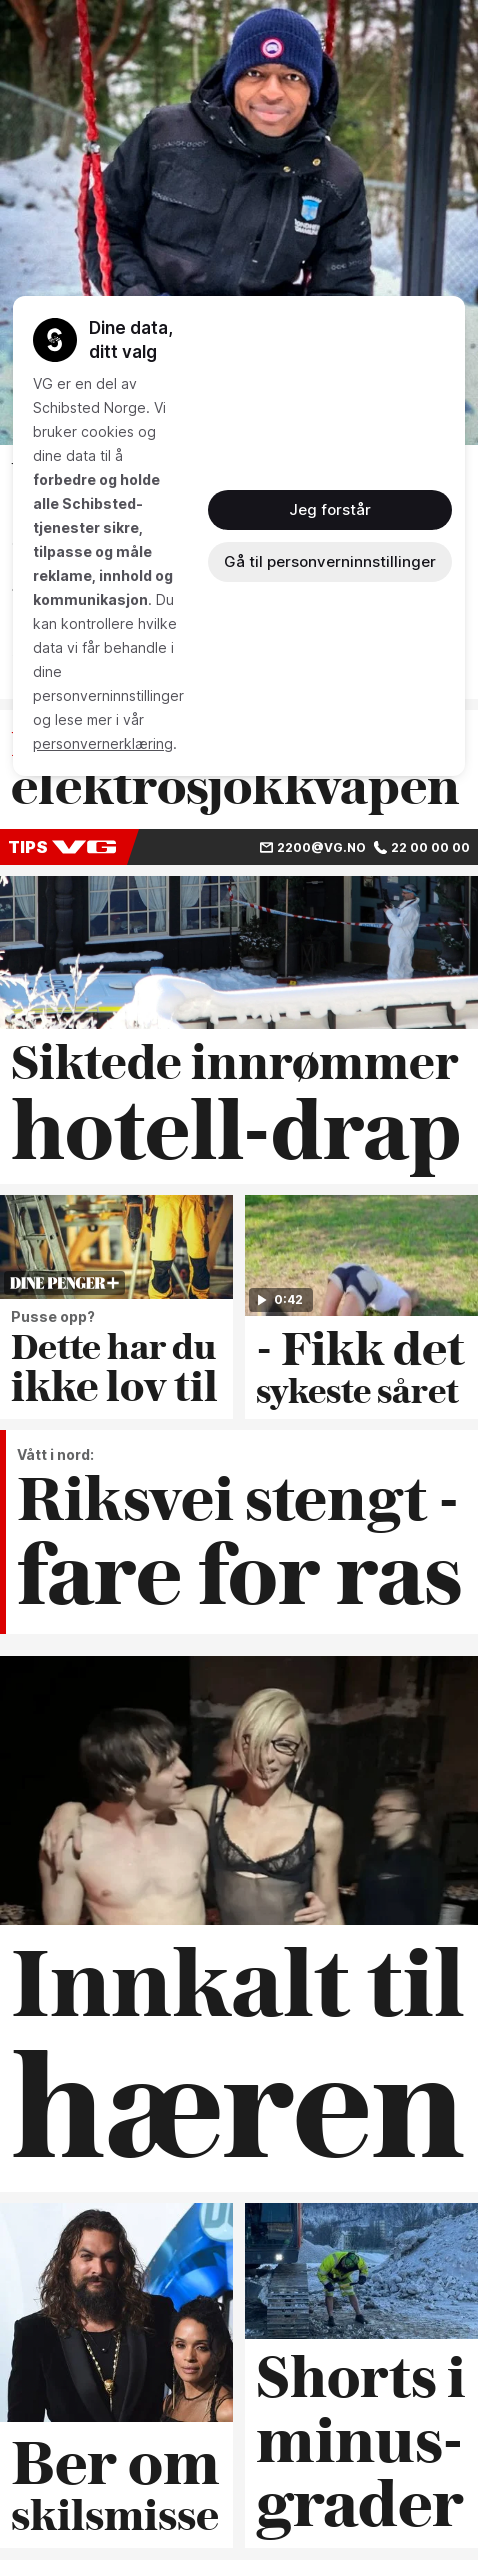 Dine data,
ditt valg
VG er en del av
Schibsted Norge. Vi
bruker cookies og
dine data til å
forbedre og holde
alle Schibsted-
tjenester sikre,
tilpasse og måle
reklame, innhold og
kommunikasjon. Du
kan kontrollere hvilke
data vi får behandle i
dine
personverninnstillinger
og lese mer i vår
personvernerklæring.
Jeg forstår
Gå til personverninnstillinger
elektrosjokkvåpen
TIPS VG 2200@VG.NO 22 00 00 00
Siktede innrømmer
hotell-drap
DINE PENGER+
Pusse opp?
Dette har du
ikke lov til
0:42
- Fikk det
sykeste såret
Vått i nord:
Riksvei stengt -
fare for ras
Innkalt til
hæren
Ber om
skilsmisse
Shorts i
minus-
grader